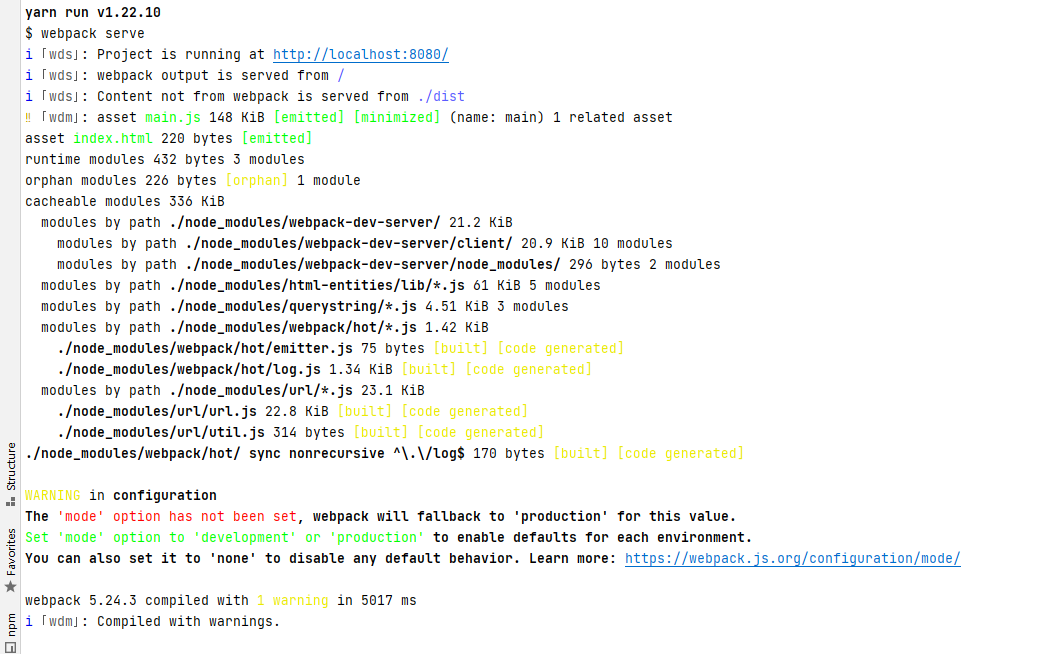 yarn run v1.22.10
$ webpack serve
i ｢wds｣: Project is running at http://localhost:8080/
i ｢wds｣: webpack output is served from /
i ｢wds｣: Content not from webpack is served from ./dist
‼ ｢wdm｣: asset main.js 148 KiB [emitted] [minimized] (name: main) 1 related asset
asset index.html 220 bytes [emitted]
runtime modules 432 bytes 3 modules
orphan modules 226 bytes [orphan] 1 module
cacheable modules 336 KiB
  modules by path ./node_modules/webpack-dev-server/ 21.2 KiB
    modules by path ./node_modules/webpack-dev-server/client/ 20.9 KiB 10 modules
    modules by path ./node_modules/webpack-dev-server/node_modules/ 296 bytes 2 modules
  modules by path ./node_modules/html-entities/lib/*.js 61 KiB 5 modules
  modules by path ./node_modules/querystring/*.js 4.51 KiB 3 modules
  modules by path ./node_modules/webpack/hot/*.js 1.42 KiB
    ./node_modules/webpack/hot/emitter.js 75 bytes [built] [code generated]
    ./node_modules/webpack/hot/log.js 1.34 KiB [built] [code generated]
  modules by path ./node_modules/url/*.js 23.1 KiB
    ./node_modules/url/url.js 22.8 KiB [built] [code generated]
    ./node_modules/url/util.js 314 bytes [built] [code generated]
./node_modules/webpack/hot/ sync nonrecursive ^\.\/log$ 170 bytes [built] [code generated]
WARNING in configuration
The 'mode' option has not been set, webpack will fallback to 'production' for this value.
Set 'mode' option to 'development' or 'production' to enable defaults for each environment.
You can also set it to 'none' to disable any default behavior. Learn more: https://webpack.js.org/configuration/mode/
webpack 5.24.3 compiled with 1 warning in 5017 ms
i ｢wdm｣: Compiled with warnings.
Structure
Favorites
npm